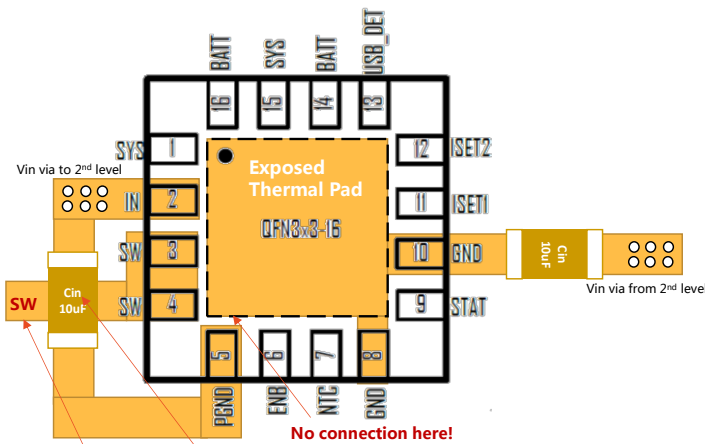 BATT
SYS
BATT
USB_DET
16
15
14
13
SYS
1
12
ISET2
Vin via to 2nd level
Exposed
Thermal Pad
IN
2
11
ISET1
QFN3x3-16
SW
3
10
GND
Cin
10uF
SW
Cin
10uF
SW
4
9
STAT
Vin via from 2nd level
5
6
7
8
PGND
ENB
NTC
GND
No connection here!